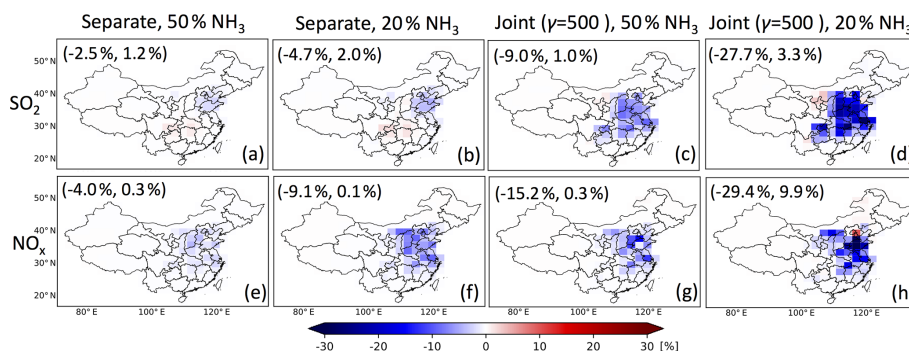 Separate, 50% NH3 Separate, 20% NH3 Joint (γ=500 ), 50% NH3 Joint (γ=500 ), 20% NH3
SO2
50° N
40° N
30° N
20° N
(-2.5%, 1.2%) (-4.7%, 2.0%) (-9.0%, 1.0%) (-27.7%, 3.3%)
(a) (b) (c) (d)
NOx
50° N
40° N
30° N
20° N
(-4.0%, 0.3%) (-9.1%, 0.1%) (-15.2%, 0.3%) (-29.4%, 9.9%)
(e) (f) (g) (h)
80° E 100° E 120° E 80° E 100° E 120° E 80° E 100° E 120° E 80° E 100° E 120° E
-30 -20 -10 0 10 20 30 [%]